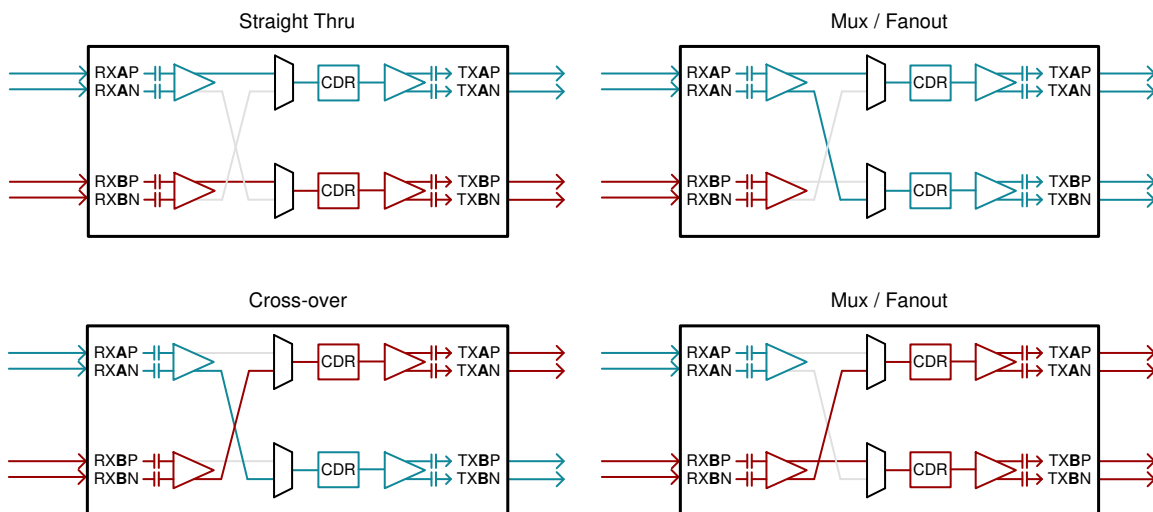 Straight Thru
Mux / Fanout
RXAP
RXAN
CDR
TXAP
TXAN
RXBP
RXBN
CDR
TXBP
TXBN
RXAP
RXAN
CDR
TXAP
TXAN
RXBP
RXBN
CDR
TXBP
TXBN
Cross-over
Mux / Fanout
RXAP
RXAN
CDR
TXAP
TXAN
RXBP
RXBN
CDR
TXBP
TXBN
RXAP
RXAN
CDR
TXAP
TXAN
RXBP
RXBN
CDR
TXBP
TXBN